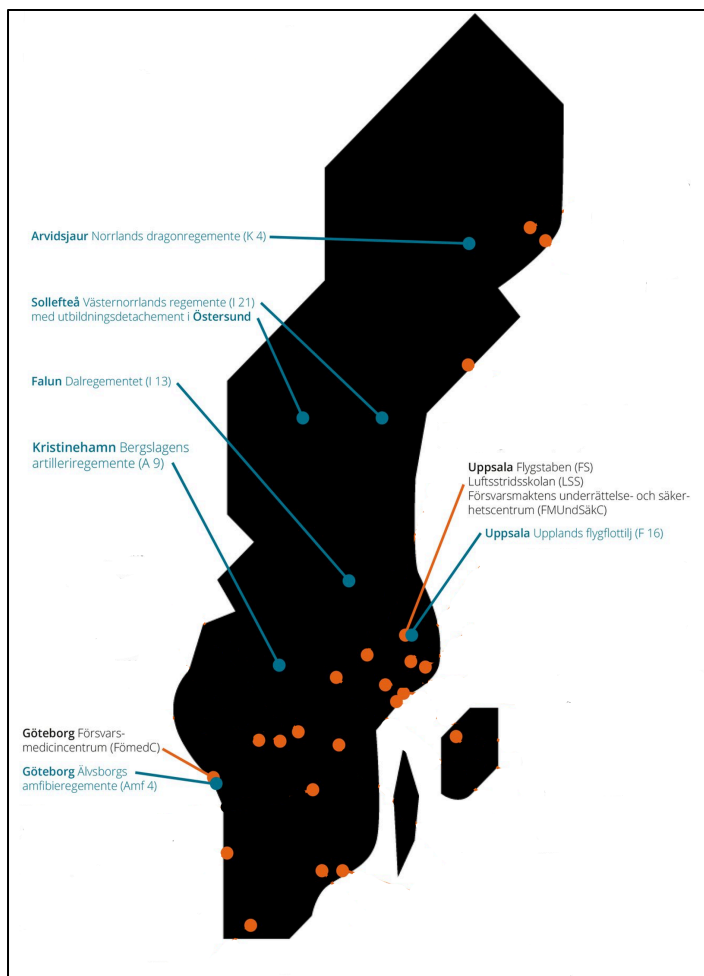 Arvidsjaur Norrlands dragonregemente (K 4)
Sollefteå Västernorrlands regemente (I 21)
med utbildningsdetachement i Östersund
Falun Dalregementet (I 13)
Kristinehamn Bergslagens
artilleriregemente (A 9)
Uppsala Flygstaben (FS)
Luftsstridsskolan (LSS)
Försvarsmaktens underrättelse- och säker-
hetscentrum (FMUndSäkC)
Uppsala Upplands flygflottilj (F 16)
Göteborg Försvars-
medicincentrum (FömedC)
Göteborg Älvsborgs
amfibieregemente (Amf 4)